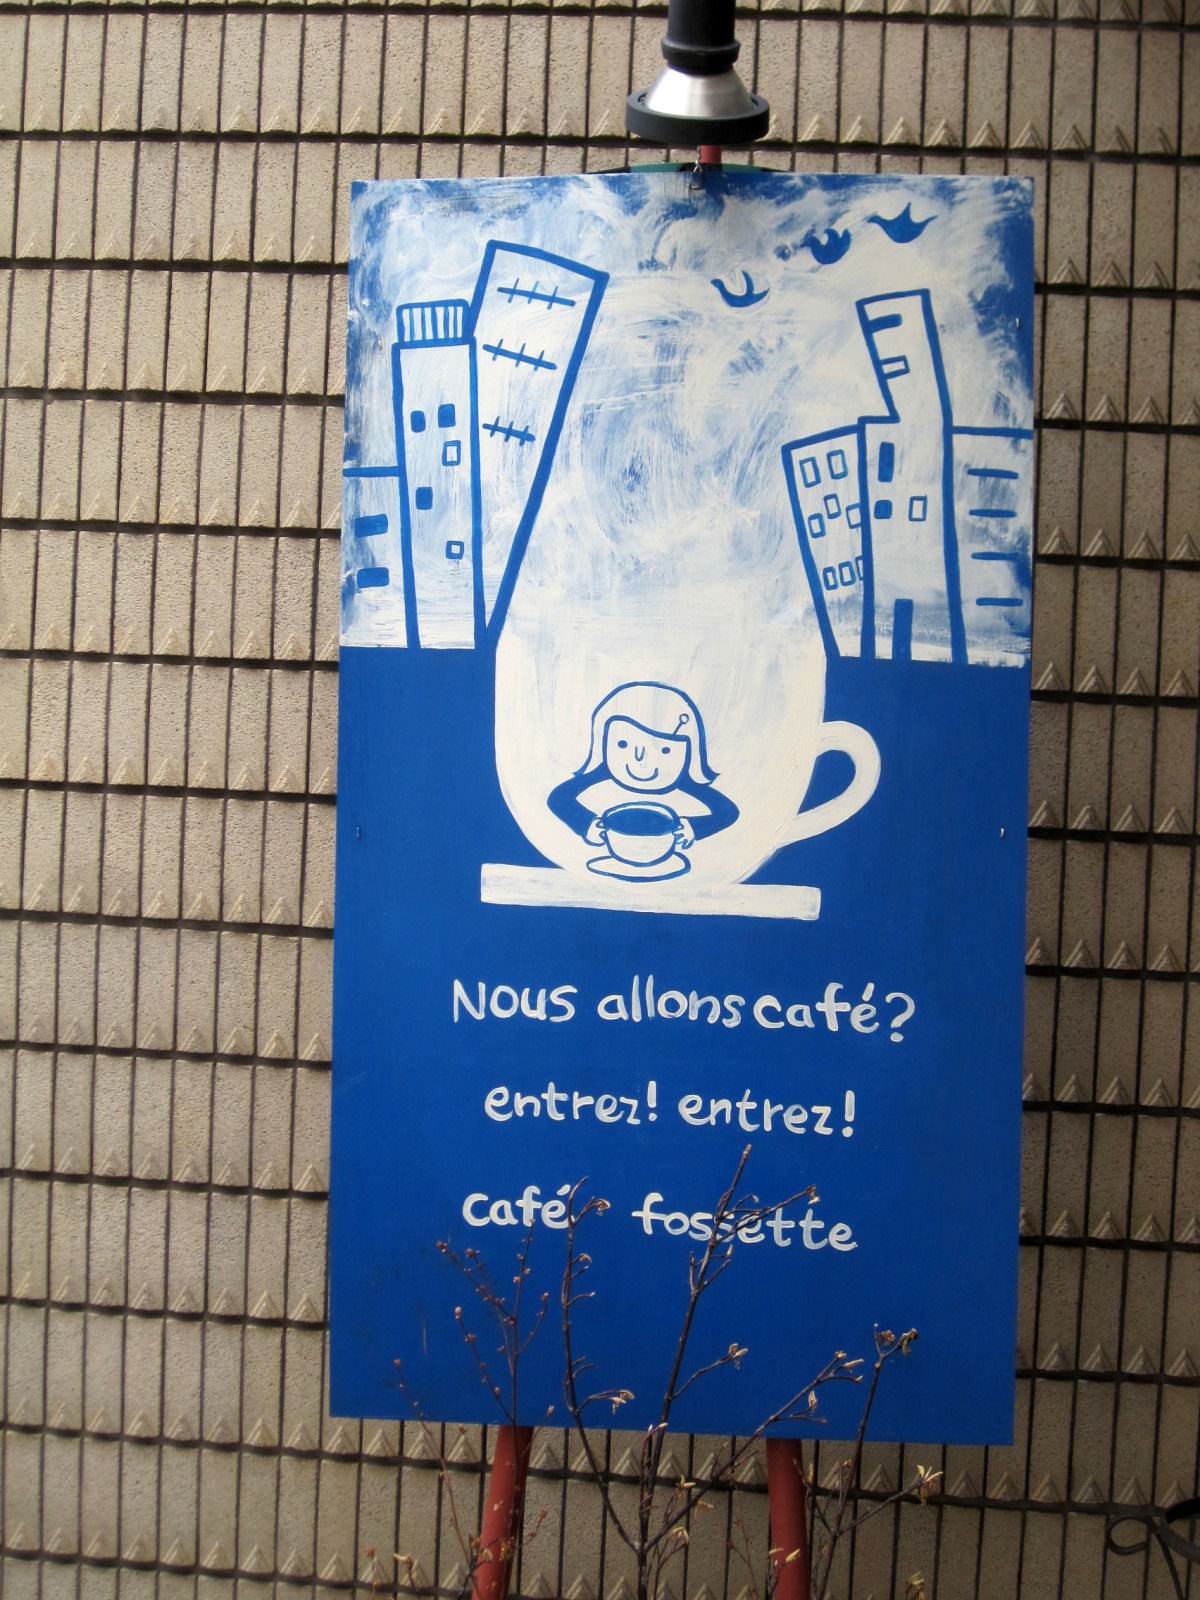 Nous allons café?
entrez! entrez!
café fossette